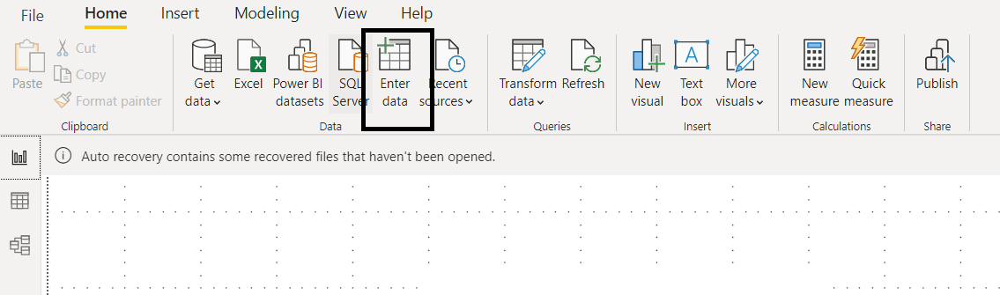 File Home Insert Modeling View Help
Paste
Cut
Copy
Format painter
Clipboard
Get data
Excel
Power BI datasets
SQL Server
Enter data
Recent sources
Data
Transform data
Refresh
Queries
New visual
Text box
More visuals
Insert
New measure
Quick measure
Calculations
Publish
Share
Auto recovery contains some recovered files that haven't been opened.